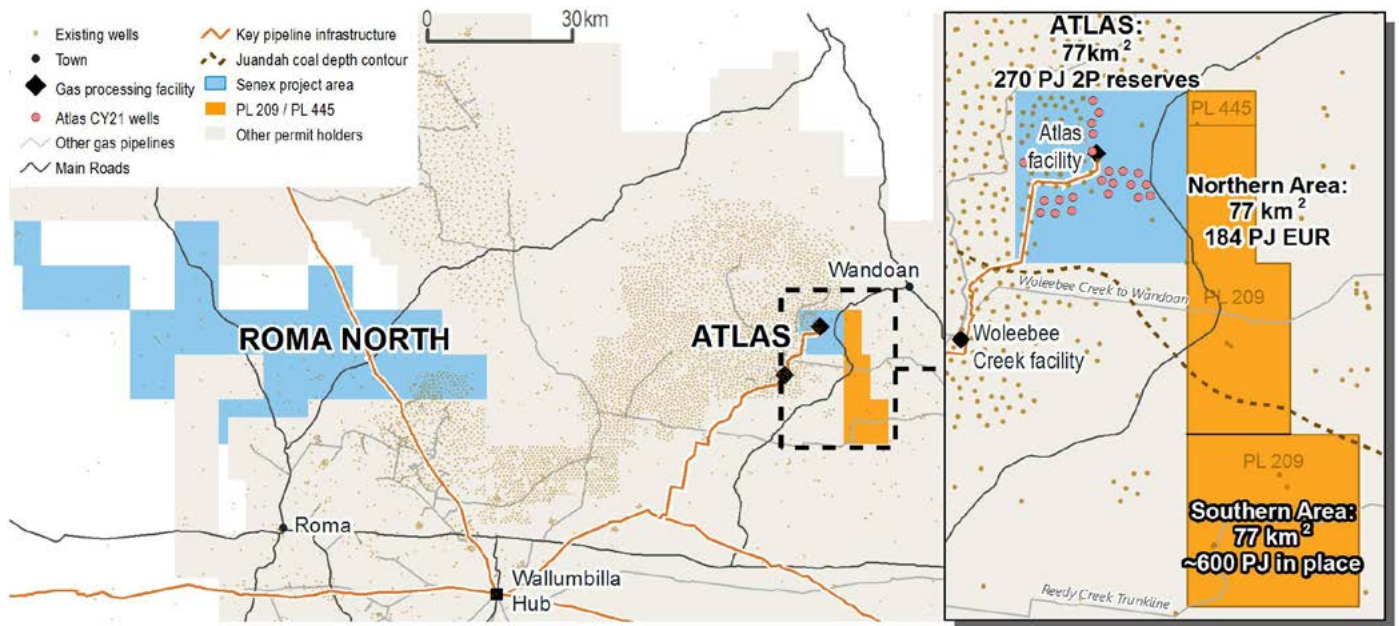 Existing wells
Town
Gas processing facility
Atlas CY21 wells
Other gas pipelines
Main Roads
Key pipeline infrastructure
Juandah coal depth contour
Senex project area
PL 209 / PL 445
Other permit holders
0 30km
ROMA NORTH
ATLAS
Wandoan
Roma
Wallumbilla
Hub
ATLAS:
77km²
270 PJ 2P reserves
PL 445
Atlas
facility
Northern Area:
77 km²
184 PJ EUR
Woleebee Creek to Wandoan
PL 209
Woleebee
Creek facility
PL 209
Southern Area:
77 km²
~600 PJ in place
Reedy Creek Trunkline